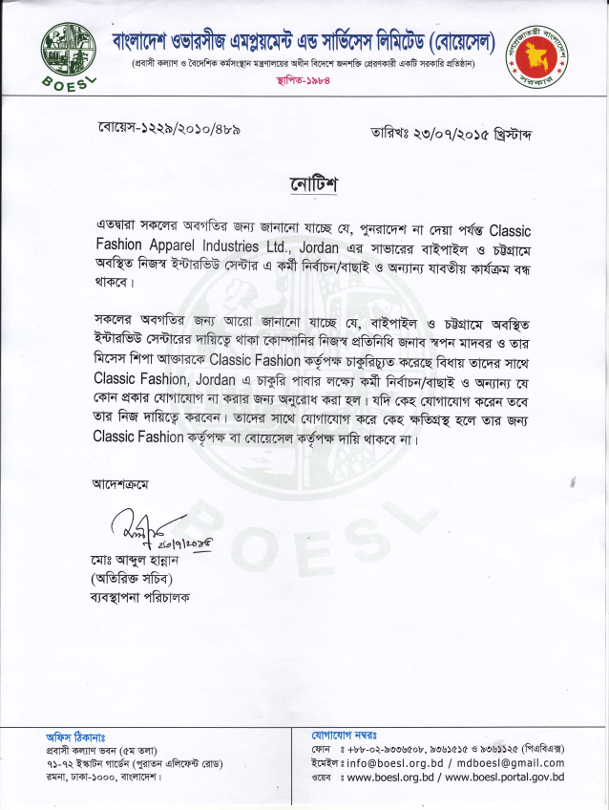 বাংলাদেশ ওভারসীজ এমপ্লয়মেন্ট এন্ড সার্ভিসেস লিমিটেড (বোয়েসেল)
(প্রবাসী কল্যাণ ও বৈদেশিক কর্মসংস্থান মন্ত্রণালয়ের অধীন বিদেশে জনশক্তি প্রেরণকারী একটি সরকারি প্রতিষ্ঠান)
স্থাপিত-১৯৮৪
BOESL
গণপ্রজাতন্ত্রী বাংলাদেশ
সরকার
বোয়েস-১২২৯/২০১০/৪৮৯
তারিখঃ ২৩/০৭/২০১৫ খ্রিস্টাব্দ
নোটিশ
এতদ্বারা সকলের অবগতির জন্য জানানো যাচ্ছে যে, পুনরাদেশ না দেয়া পর্যন্ত Classic
Fashion Apparel Industries Ltd., Jordan এর সাভারের বাইপাইল ও চট্টগ্রামে
অবস্থিত নিজস্ব ইন্টারভিউ সেন্টার এ কর্মী নির্বাচন/বাছাই ও অন্যান্য যাবতীয় কার্যক্রম বন্ধ
থাকবে।
সকলের অবগতির জন্য আরো জানানো যাচ্ছে যে, বাইপাইল ও চট্টগ্রামে অবস্থিত
ইন্টারভিউ সেন্টারের দায়িত্বে থাকা কোম্পানির নিজস্ব প্রতিনিধি জনাব স্বপন মাদবর ও তার
মিসেস শিপা আক্তারকে Classic Fashion কর্তৃপক্ষ চাকুরিচ্যুত করেছে বিধায় তাদের সাথে
Classic Fashion, Jordan এ চাকুরি পাবার লক্ষ্যে কর্মী নির্বাচন/বাছাই ও অন্যান্য যে
কোন প্রকার যোগাযোগ না করার জন্য অনুরোধ করা হল। যদি কেহ যোগাযোগ করেন তবে
তার নিজ দায়িত্বে করবেন। তাদের সাথে যোগাযোগ করে কেহ ক্ষতিগ্রস্থ হলে তার জন্য
Classic Fashion কর্তৃপক্ষ বা বোয়েসেল কর্তৃপক্ষ দায়ি থাকবে না।
আদেশক্রমে
২৩/৭/২০১৫
মোঃ আব্দুল হান্নান
(অতিরিক্ত সচিব)
ব্যবস্থাপনা পরিচালক
BOESL
অফিস ঠিকানাঃ
প্রবাসী কল্যাণ ভবন (৫ম তলা)
৭১-৭২ ইস্কাটন গার্ডেন (পুরাতন এলিফেন্ট রোড)
রমনা, ঢাকা-১০০০, বাংলাদেশ।
যোগাযোগ নম্বরঃ
ফোন : +৮৮-০২-৯৩৩৬৫০৮, ৯৩৬১৫১৫ ও ৯৩৬১১২৫ (পিএবিএক্স)
ইমেইল : info@boesl.org.bd / mdboesl@gmail.com
ওয়েব : www.boesl.org.bd / www.boesl.portal.gov.bd